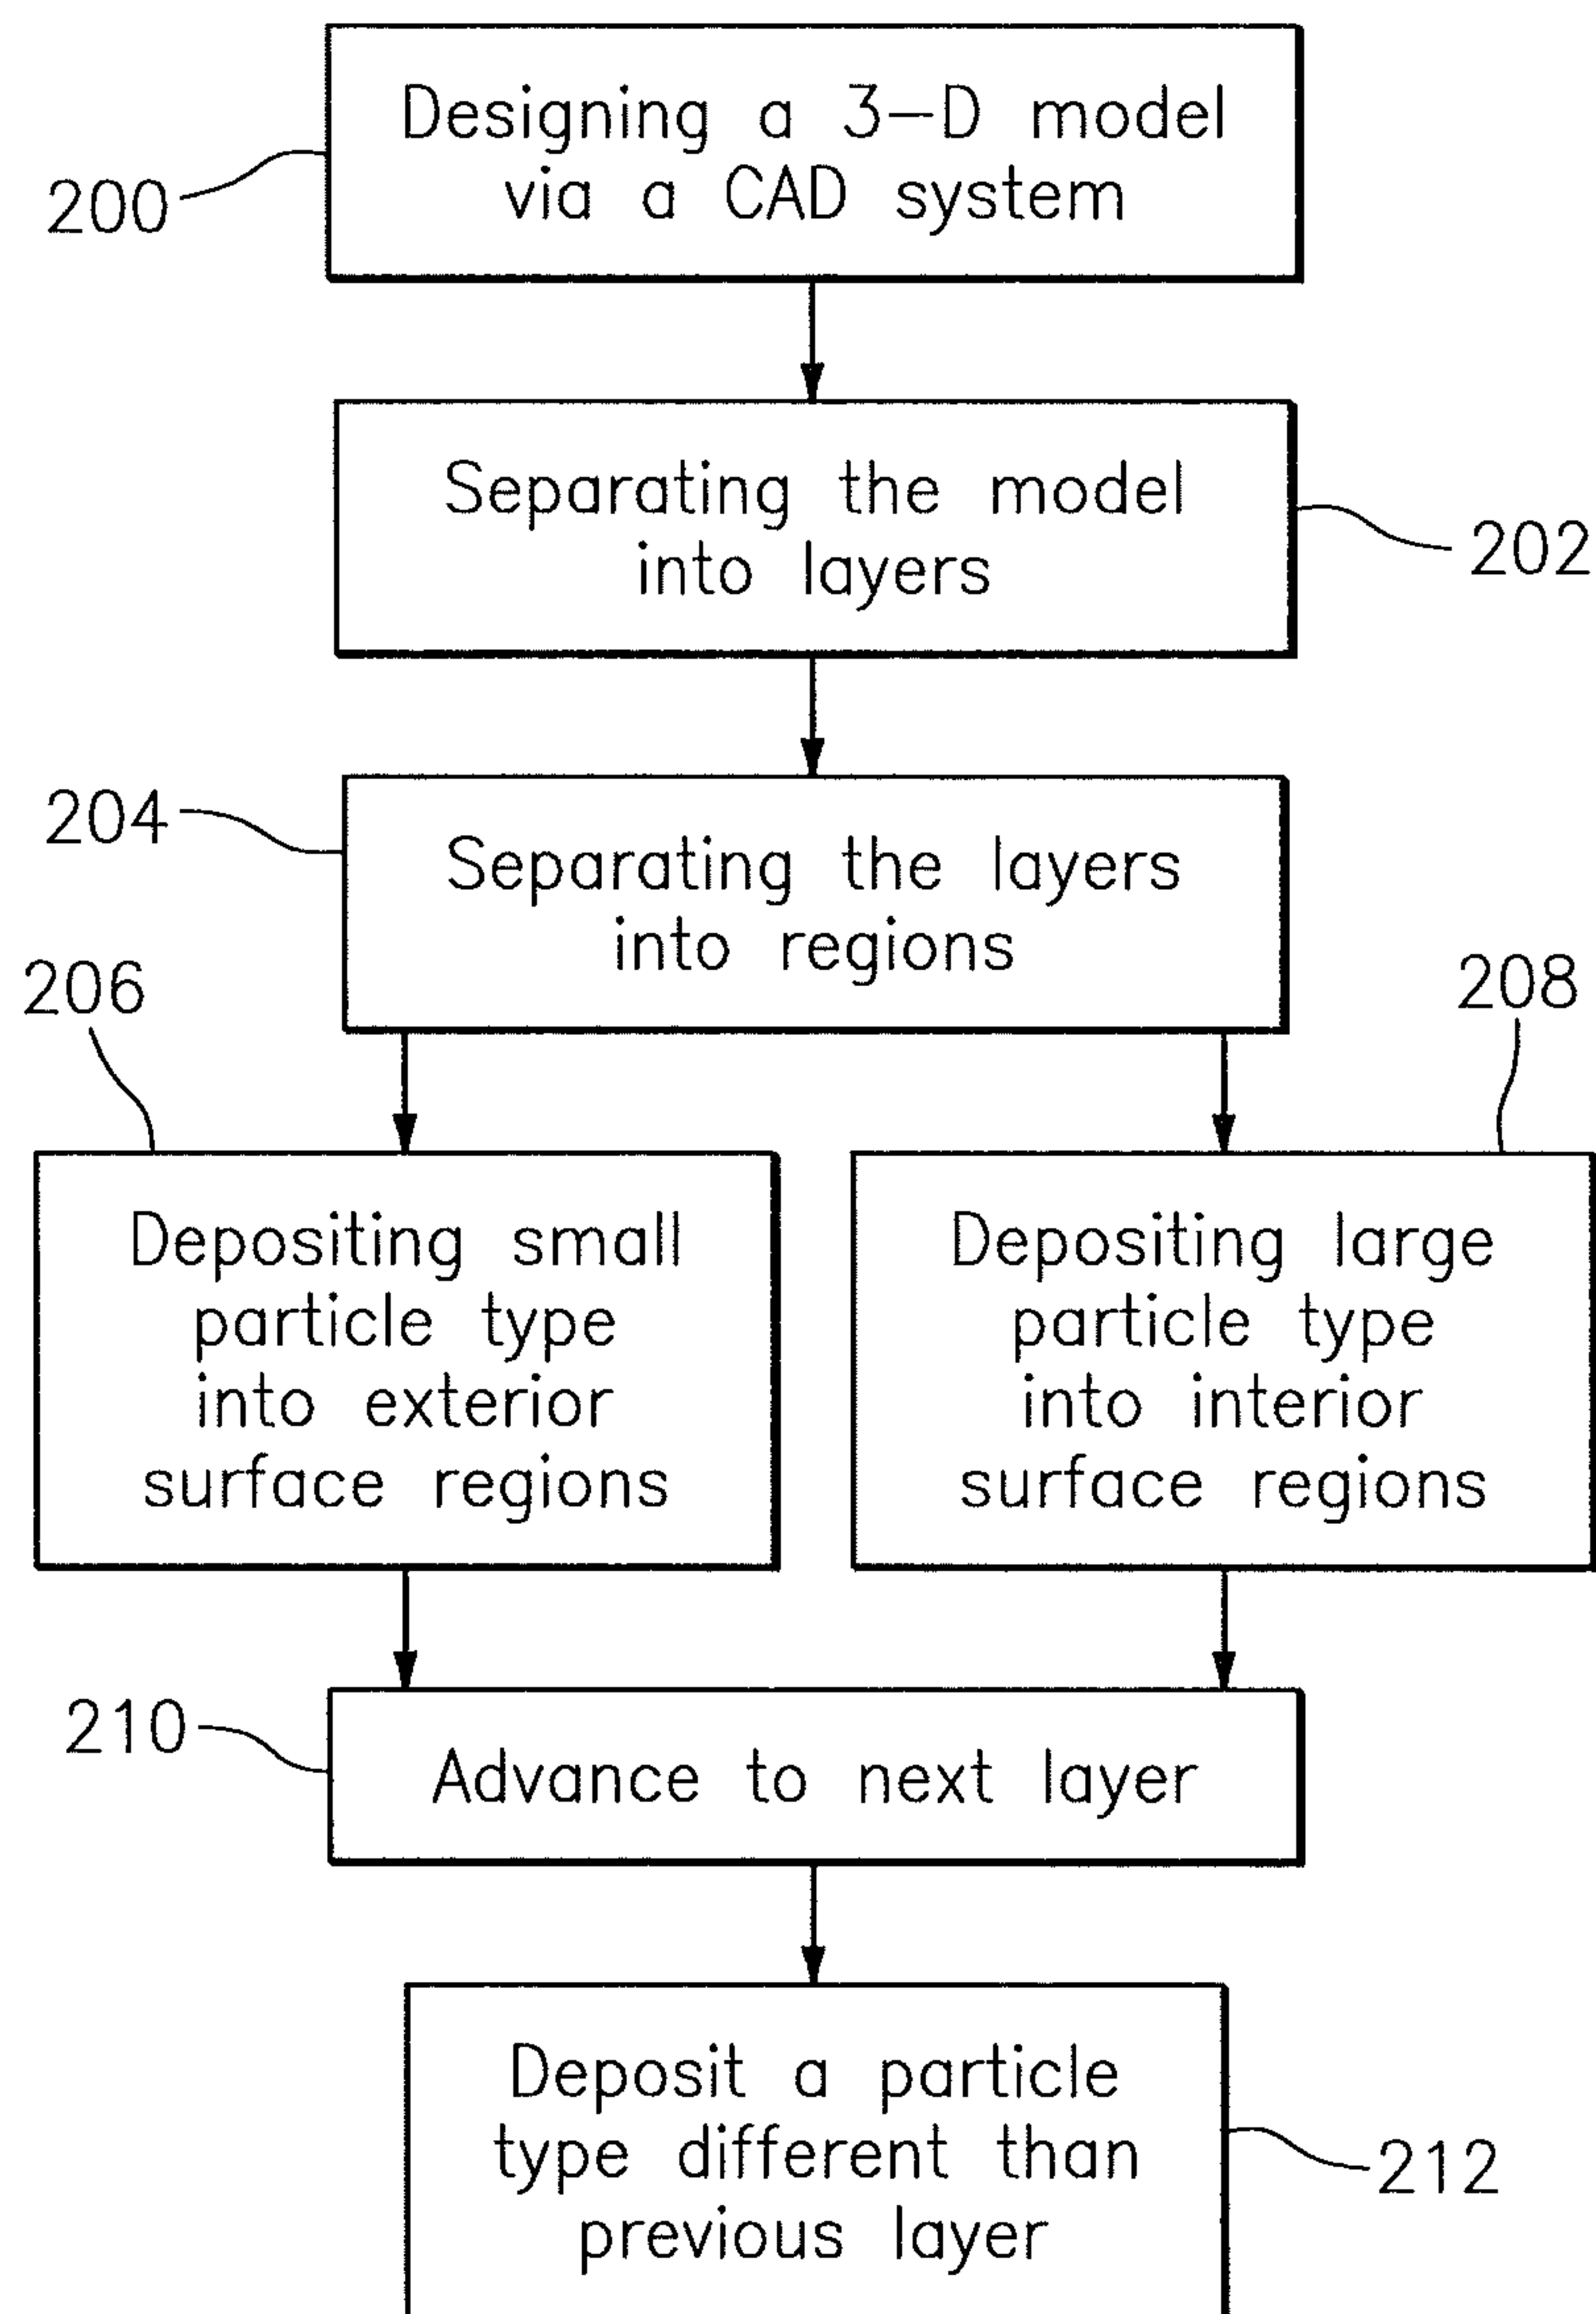 Designing a 3-D model
via a CAD system
200
Separating the model
into layers
202
204
Separating the layers
into regions
206
208
Depositing small
particle type
into exterior
surface regions
Depositing large
particle type
into interior
surface regions
210
Advance to next layer
Deposit a particle
type different than
previous layer
212